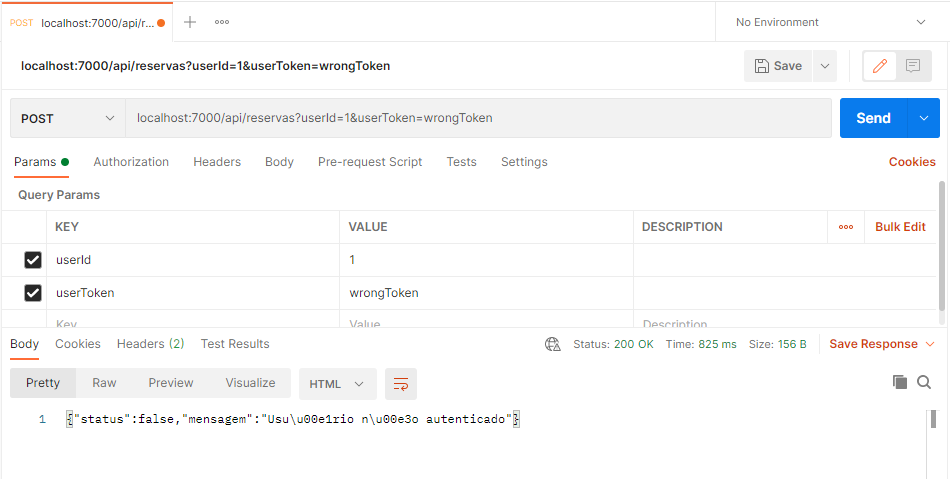 POST localhost:7000/api/r... No Environment
localhost:7000/api/reservas?userId=1&userToken=wrongToken Save
POST localhost:7000/api/reservas?userId=1&userToken=wrongToken Send
Params Authorization Headers Body Pre-request Script Tests Settings Cookies
Query Params
KEY VALUE DESCRIPTION Bulk Edit
userId 1
userToken wrongToken
Key Value Description
Body Cookies Headers (2) Test Results Status: 200 OK Time: 825 ms Size: 156 B Save Response
Pretty Raw Preview Visualize HTML
1 {"status":false,"mensagem":"Usu\u00e1rio n\u00e3o autenticado"}